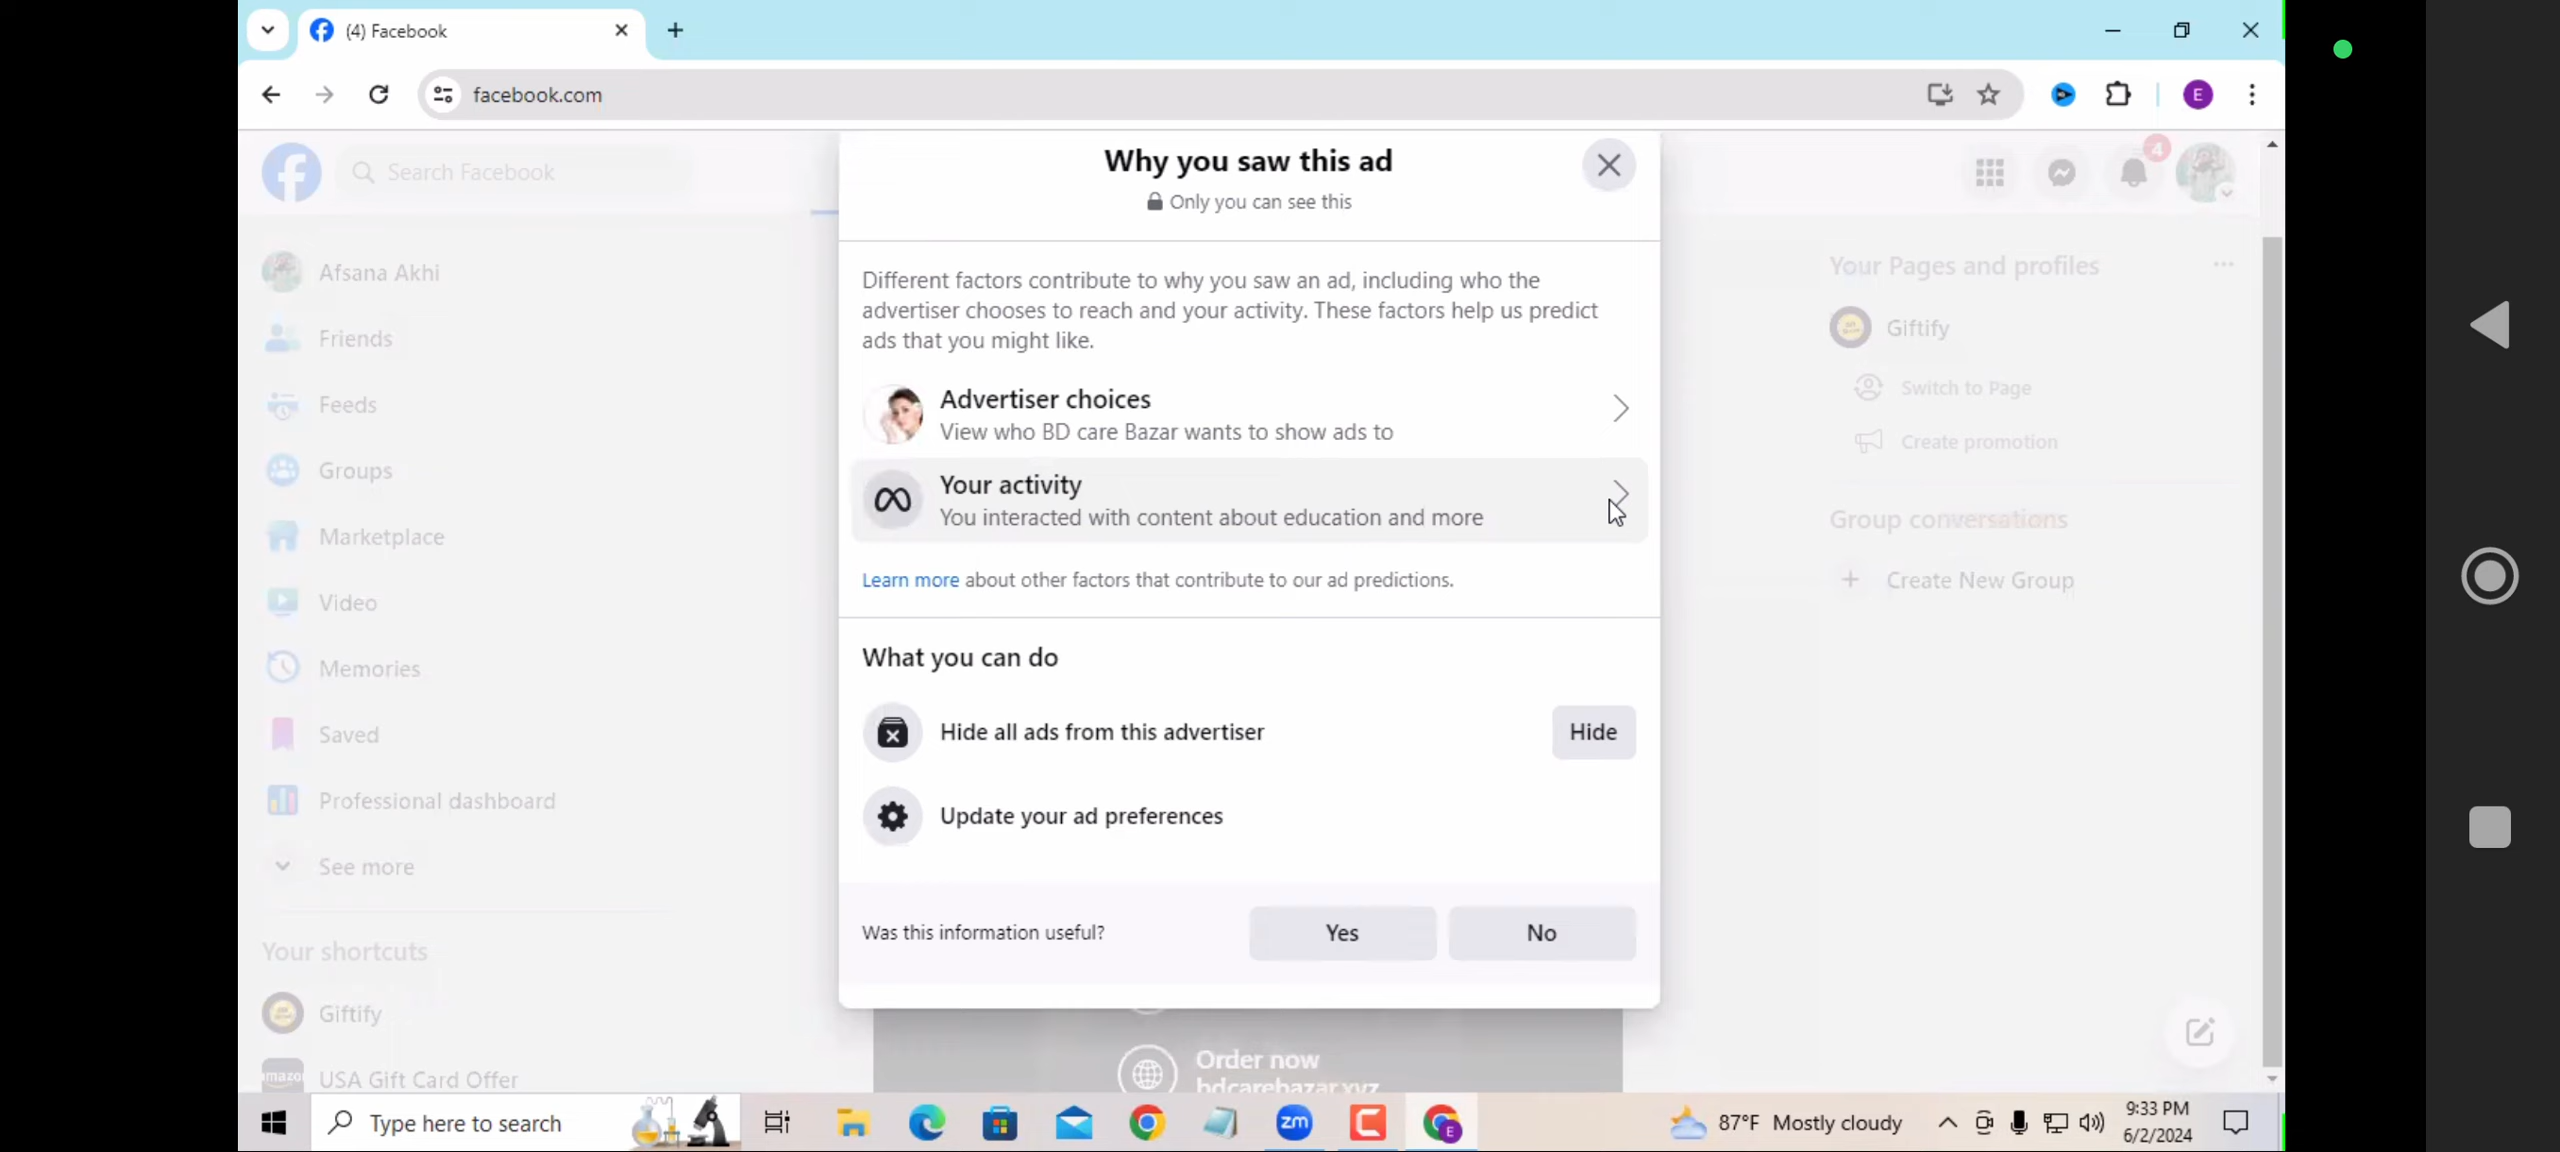 (4) Facebook
facebook.com
E
Search Facebook
4
Why you saw this ad
Only you can see this
Different factors contribute to why you saw an ad, including who the
advertiser chooses to reach and your activity. These factors help us predict
ads that you might like.
Advertiser choices
View who BD care Bazar wants to show ads to
Your activity
You interacted with content about education and more
Learn more about other factors that contribute to our ad predictions.
What you can do
Hide all ads from this advertiser
Hide
Update your ad preferences
Was this information useful?
Yes
No
Afsana Akhi
Friends
Feeds
Groups
Marketplace
Video
Memories
Saved
Professional dashboard
See more
Your shortcuts
Giftify
amazon
USA Gift Card Offer
Your Pages and profiles
Giftify
Switch to Page
Create promotion
Group conversations
Create New Group
Order now
bdcarebazar.xyz
Type here to search
zm
E
87°F Mostly cloudy
9:33 PM
6/2/2024